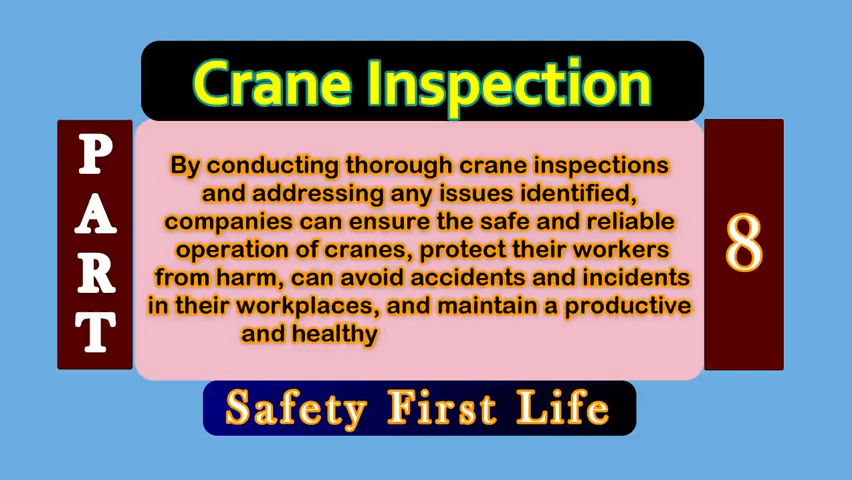 Crane Inspection
PART
By conducting thorough crane inspections
and addressing any issues identified,
companies can ensure the safe and reliable
operation of cranes, protect their workers
from harm, can avoid accidents and incidents
in their workplaces, and maintain a productive
and healthy
8
Safety First Life